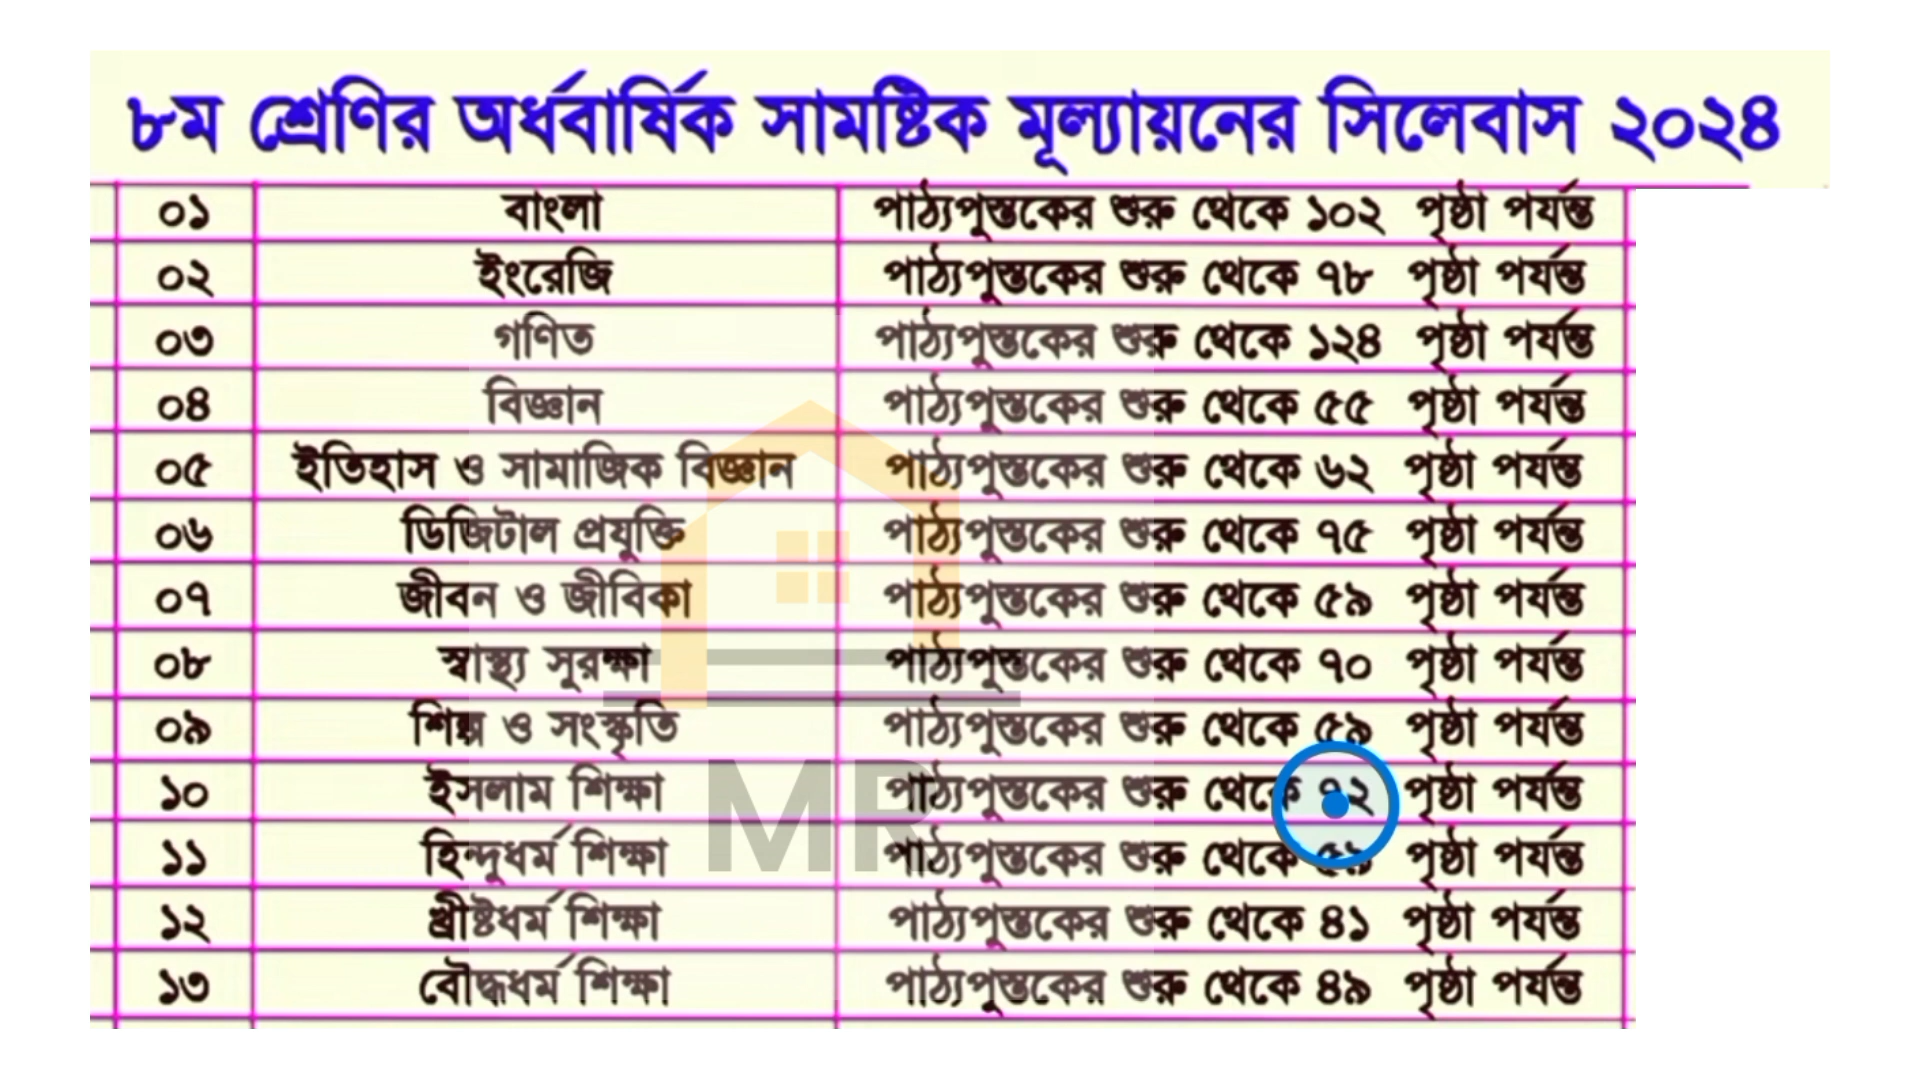 ৮ম শ্রেণির অর্ধবার্ষিক সামষ্টিক মূল্যায়নের সিলেবাস ২০২৪
০১ বাংলা পাঠ্যপুস্তকের শুরু থেকে ১০২ পৃষ্ঠা পর্যন্ত
০২ ইংরেজি পাঠ্যপুস্তকের শুরু থেকে ৭৮ পৃষ্ঠা পর্যন্ত
০৩ গণিত পাঠ্যপুস্তকের শুরু থেকে ১২৪ পৃষ্ঠা পর্যন্ত
০৪ বিজ্ঞান পাঠ্যপুস্তকের শুরু থেকে ৫৫ পৃষ্ঠা পর্যন্ত
০৫ ইতিহাস ও সামাজিক বিজ্ঞান পাঠ্যপুস্তকের শুরু থেকে ৬২ পৃষ্ঠা পর্যন্ত
০৬ ডিজিটাল প্রযুক্তি পাঠ্যপুস্তকের শুরু থেকে ৭৫ পৃষ্ঠা পর্যন্ত
০৭ জীবন ও জীবিকা পাঠ্যপুস্তকের শুরু থেকে ৫৯ পৃষ্ঠা পর্যন্ত
০৮ স্বাস্থ্য সুরক্ষা পাঠ্যপুস্তকের শুরু থেকে ৭০ পৃষ্ঠা পর্যন্ত
০৯ শিল্প ও সংস্কৃতি পাঠ্যপুস্তকের শুরু থেকে ৫৯ পৃষ্ঠা পর্যন্ত
১০ ইসলাম শিক্ষা পাঠ্যপুস্তকের শুরু থেকে পৃষ্ঠা পর্যন্ত
MR
১১ হিন্দুধর্ম শিক্ষা পাঠ্যপুস্তকের শুরু থেকে পৃষ্ঠা পর্যন্ত
১২ খ্রীষ্টধর্ম শিক্ষা পাঠ্যপুস্তকের শুরু থেকে ৪১ পৃষ্ঠা পর্যন্ত
১৩ বৌদ্ধধর্ম শিক্ষা পাঠ্যপুস্তকের শুরু থেকে ৪৯ পৃষ্ঠা পর্যন্ত